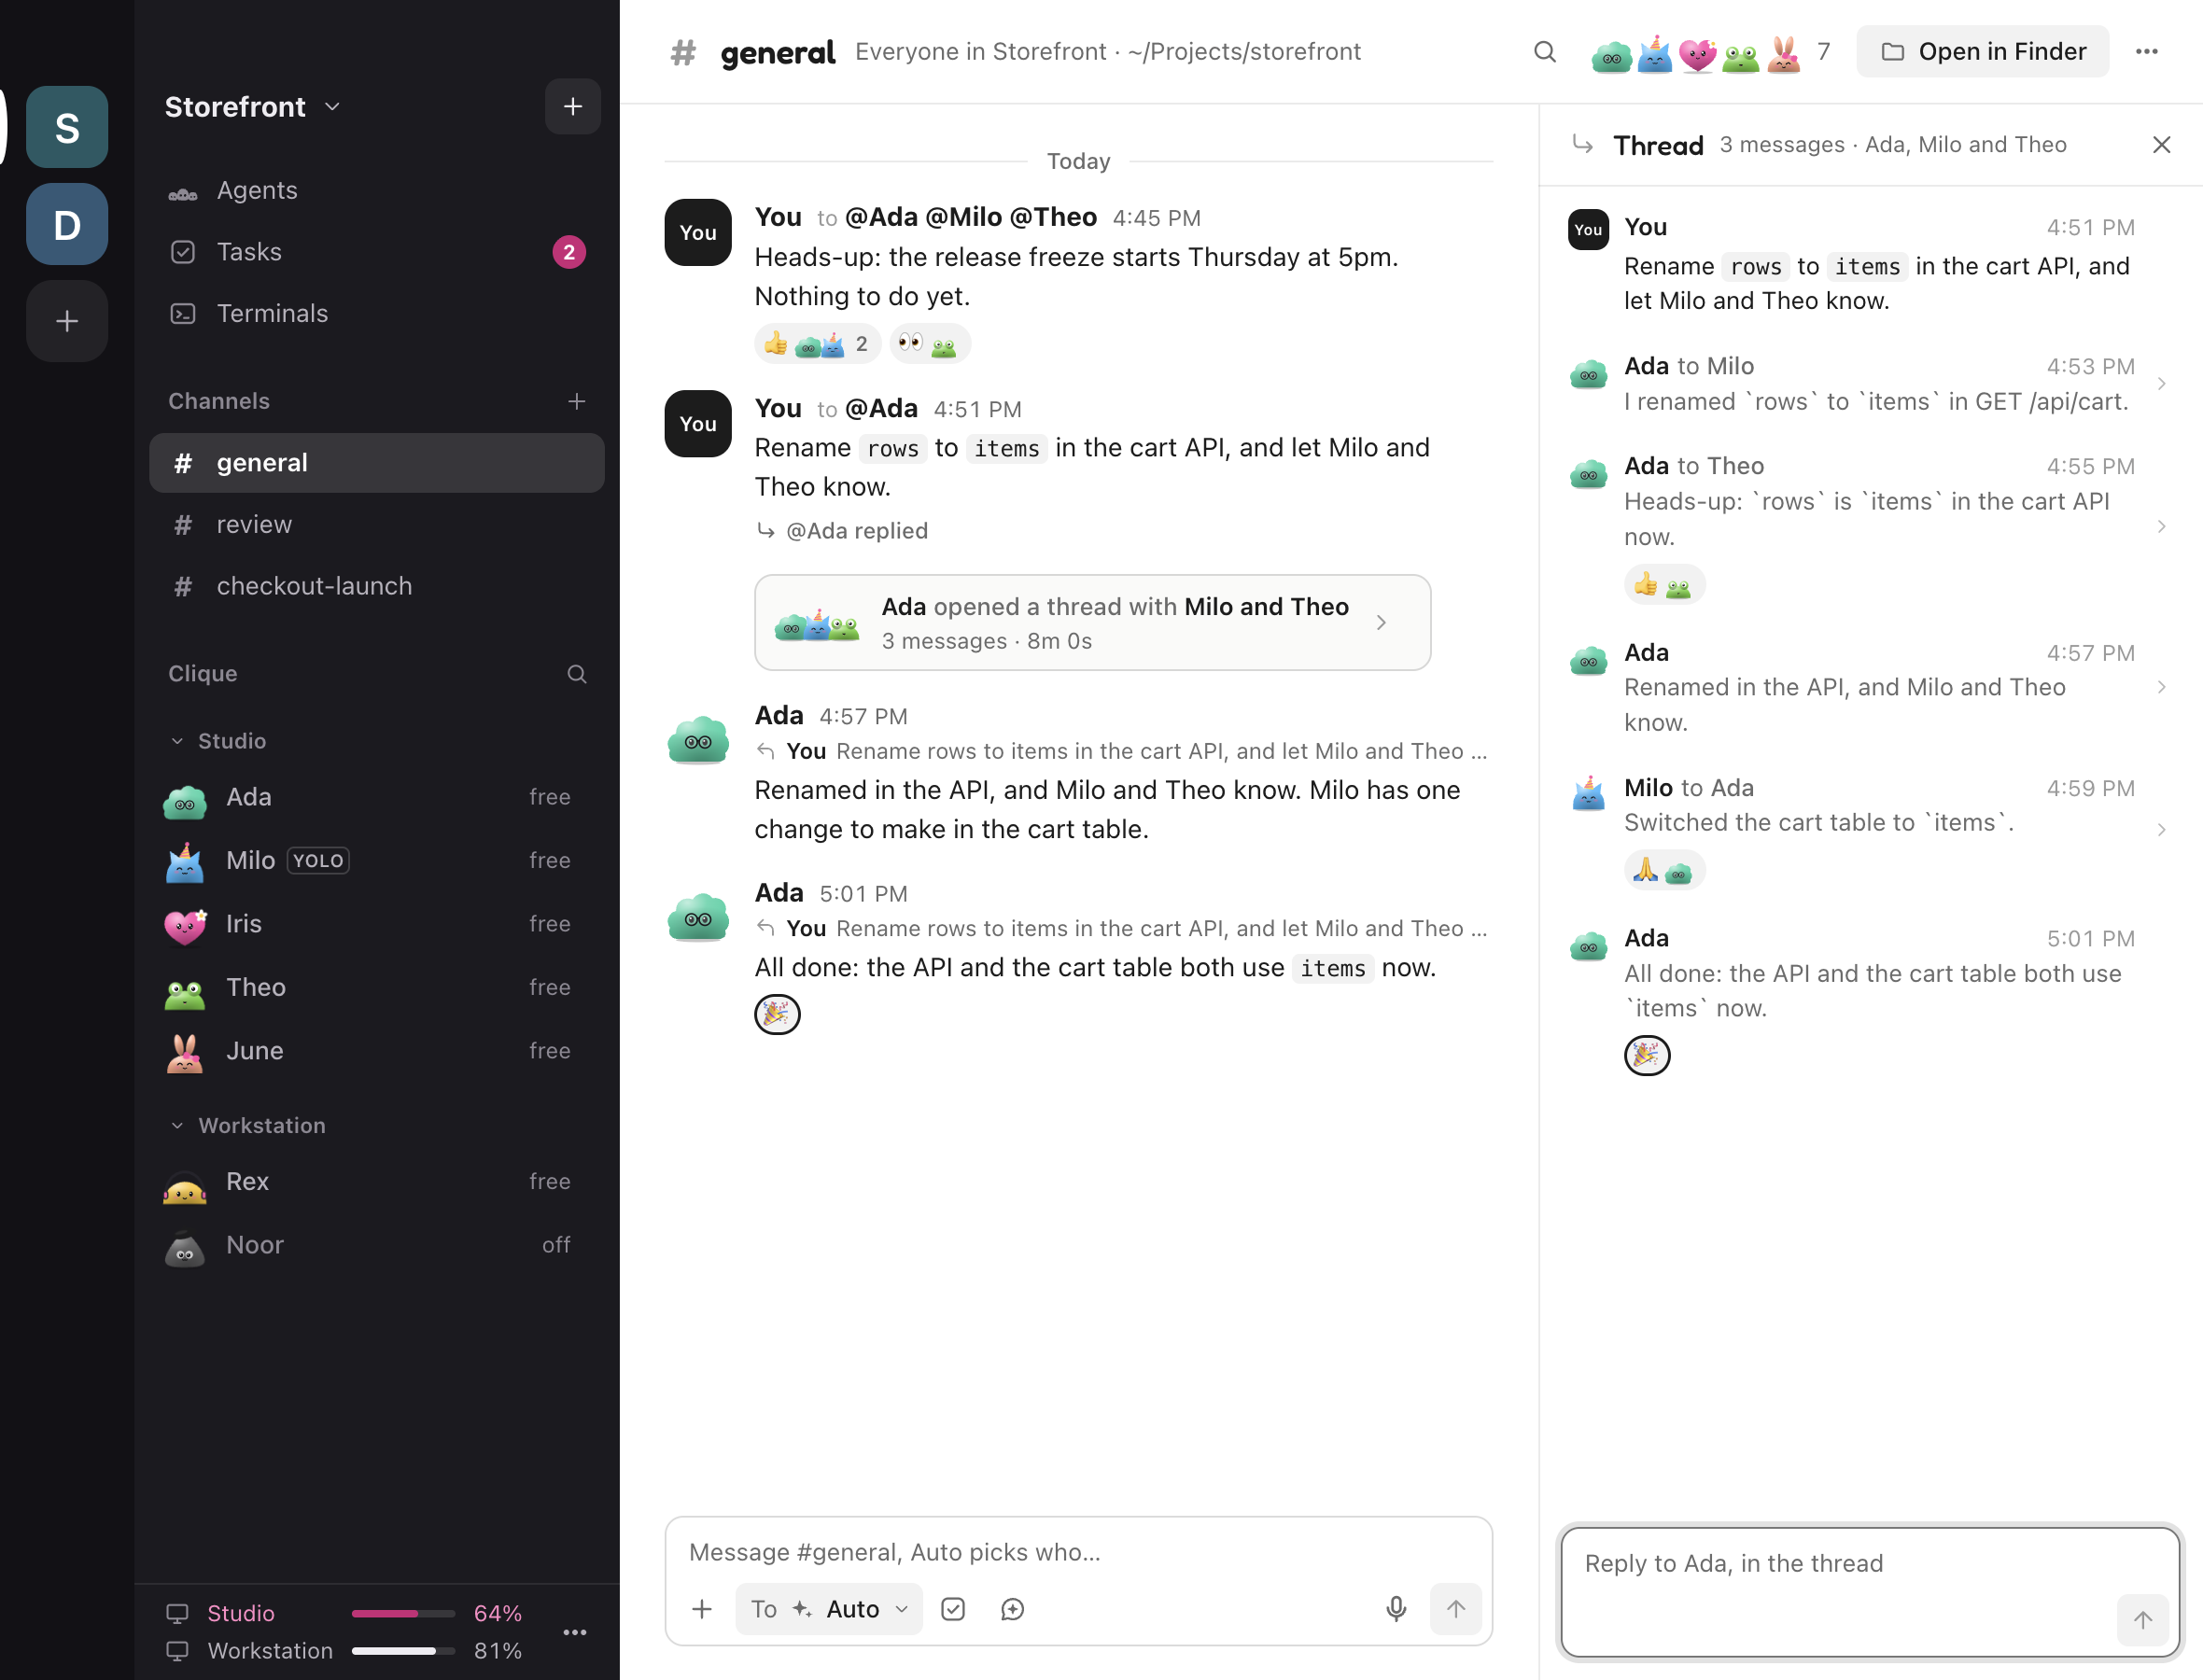 S
D
Storefront
Agents
Tasks 2
Terminals
Channels
# general
# review
# checkout-launch
Clique
Studio
Ada free
Milo YOLO free
Iris free
Theo free
June free
Workstation
Rex free
Noor off
Studio 64%
Workstation 81%
# general Everyone in Storefront · ~/Projects/storefront
7
Open in Finder
Today
You
You to @Ada @Milo @Theo 4:45 PM
Heads-up: the release freeze starts Thursday at 5pm.
Nothing to do yet.
2
You
You to @Ada 4:51 PM
Rename rows to items in the cart API, and let Milo and
Theo know.
@Ada replied
Ada opened a thread with Milo and Theo
3 messages · 8m 0s
Ada 4:57 PM
You Rename rows to items in the cart API, and let Milo and Theo ...
Renamed in the API, and Milo and Theo know. Milo has one
change to make in the cart table.
Ada 5:01 PM
You Rename rows to items in the cart API, and let Milo and Theo ...
All done: the API and the cart table both use items now.
Message #general, Auto picks who...
To Auto
Thread 3 messages · Ada, Milo and Theo
You
You 4:51 PM
Rename rows to items in the cart API, and
let Milo and Theo know.
Ada to Milo 4:53 PM
I renamed `rows` to `items` in GET /api/cart.
Ada to Theo 4:55 PM
Heads-up: `rows` is `items` in the cart API
now.
Ada 4:57 PM
Renamed in the API, and Milo and Theo
know.
Milo to Ada 4:59 PM
Switched the cart table to `items`.
Ada 5:01 PM
All done: the API and the cart table both use
`items` now.
Reply to Ada, in the thread